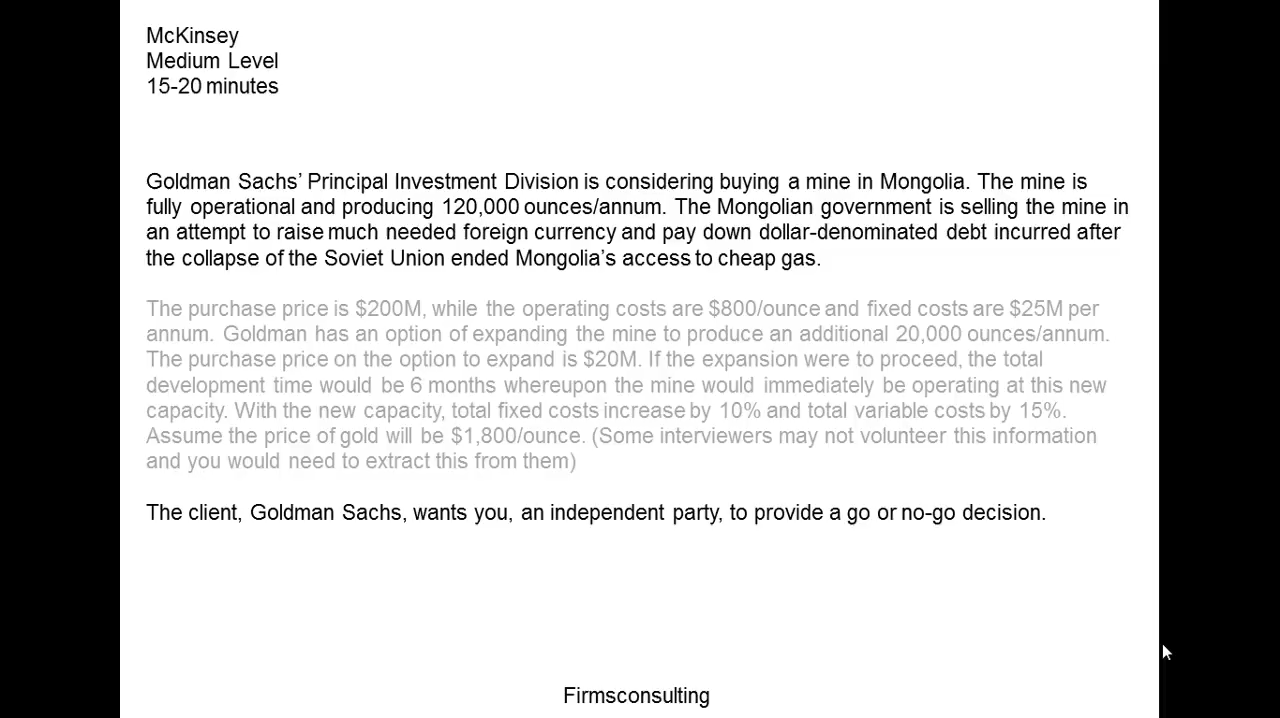 McKinsey
Medium Level
15-20 minutes
Goldman Sachs’ Principal Investment Division is considering buying a mine in Mongolia. The mine is
fully operational and producing 120,000 ounces/annum. The Mongolian government is selling the mine in
an attempt to raise much needed foreign currency and pay down dollar-denominated debt incurred after
the collapse of the Soviet Union ended Mongolia’s access to cheap gas.
The purchase price is $200M, while the operating costs are $800/ounce and fixed costs are $25M per
annum. Goldman has an option of expanding the mine to produce an additional 20,000 ounces/annum.
The purchase price on the option to expand is $20M. If the expansion were to proceed, the total
development time would be 6 months whereupon the mine would immediately be operating at this new
capacity. With the new capacity, total fixed costs increase by 10% and total variable costs by 15%.
Assume the price of gold will be $1,800/ounce. (Some interviewers may not volunteer this information
and you would need to extract this from them)
The client, Goldman Sachs, wants you, an independent party, to provide a go or no-go decision.
Firmsconsulting